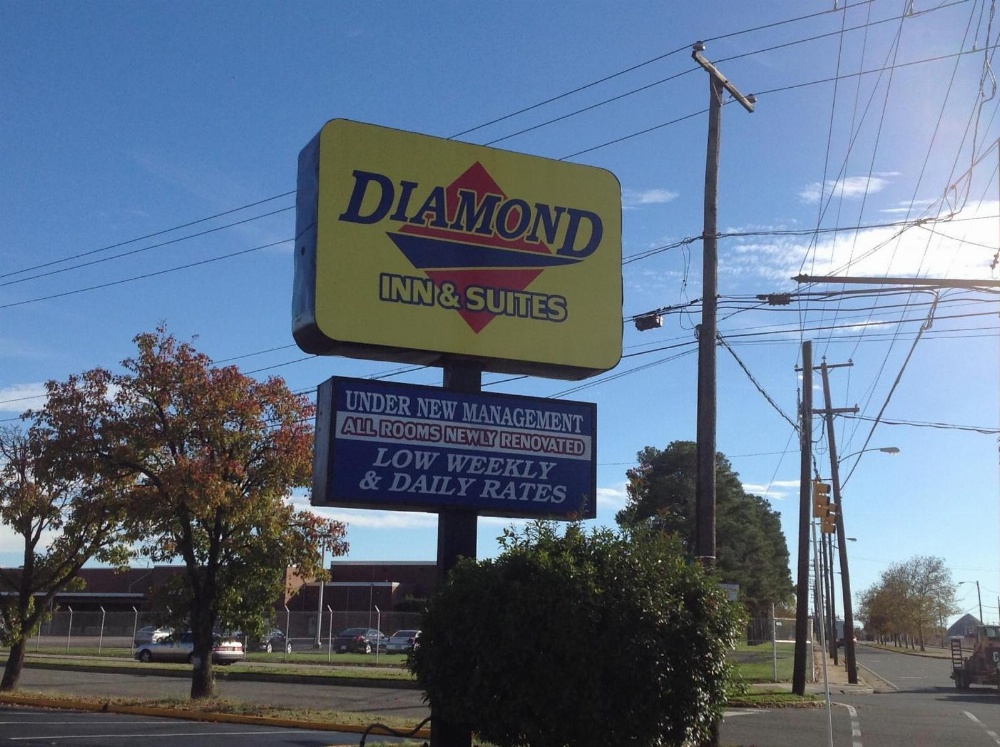 DIAMOND
INN & SUITES
UNDER NEW MANAGEMENT
ALL ROOMS NEWLY RENOVATED
LOW WEEKLY
& DAILY RATES